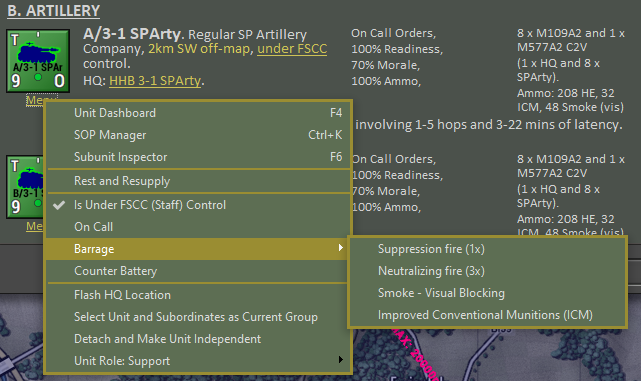 B. ARTILLERY
T
A/3-1 SPAr
9 0
Menu
A/3-1 SPArty. Regular SP Artillery
Company, 2km SW off-map, under FSCC
control.
HQ: HHB 3-1 SPArty.
On Call Orders,
100% Readiness,
70% Morale,
100% Ammo,
8 x M109A2 and 1 x
M577A2 C2V
(1 x HQ and 8 x
SPArty).
Ammo: 208 HE, 32
ICM, 48 Smoke (vis)
involving 1-5 hops and 3-22 mins of latency.
T
B/3-1
9
On Call Orders,
100% Readiness,
70% Morale,
100% Ammo,
8 x M109A2 and 1 x
M577A2 C2V
(1 x HQ and 8 x
SPArty).
Ammo: 208 HE, 32
ICM, 48 Smoke (vis)
Unit Dashboard F4
SOP Manager Ctrl+K
Subunit Inspector F6
Rest and Resupply
Is Under FSCC (Staff) Control
On Call
Barrage
Counter Battery
Flash HQ Location
Select Unit and Subordinates as Current Group
Detach and Make Unit Independent
Unit Role: Support
Suppression fire (1x)
Neutralizing fire (3x)
Smoke - Visual Blocking
Improved Conventional Munitions (ICM)